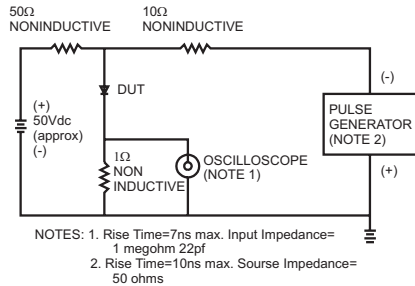 50Ω
NONINDUCTIVE
10Ω
NONINDUCTIVE
(+)
50Vdc
(approx)
(-)
DUT
1Ω
NON
INDUCTIVE
OSCILLOSCOPE
(NOTE 1)
(-)
PULSE
GENERATOR
(NOTE 2)
(+)
NOTES: 1. Rise Time=7ns max. Input Impedance=
1 megohm 22pf
2. Rise Time=10ns max. Sourse Impedance=
50 ohms